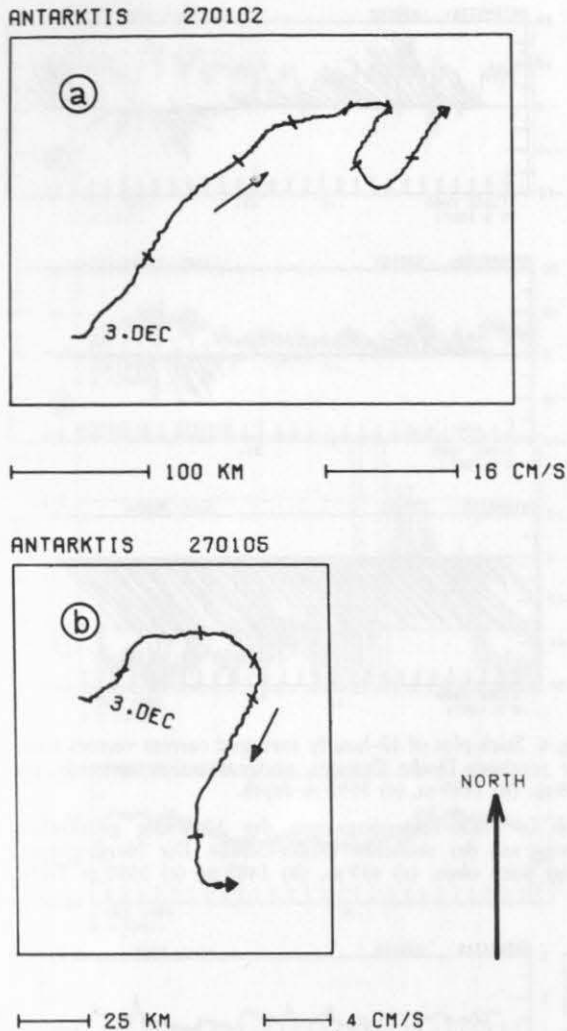 ANTARKTIS 270102
a
3.DEC
100 KM 16 CM/S
ANTARKTIS 270105
b
3.DEC
NORTH
25 KM 4 CM/S